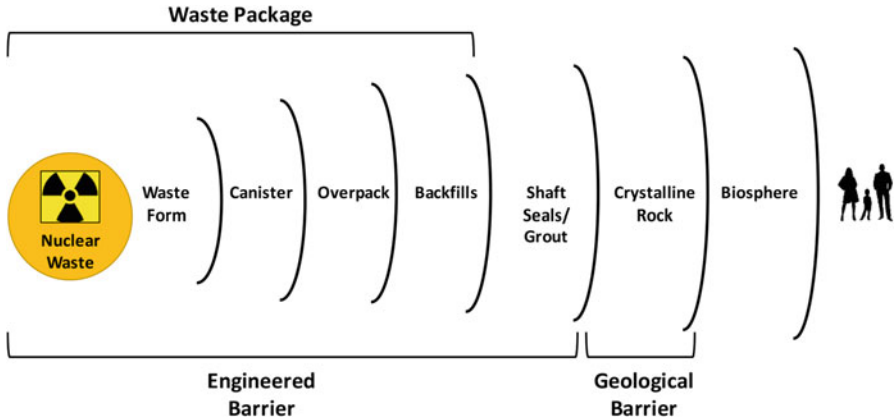 Waste Package
Nuclear
Waste
Waste
Form
Canister
Overpack
Backfills
Shaft
Seals/
Grout
Crystalline
Rock
Biosphere
Engineered
Barrier
Geological
Barrier